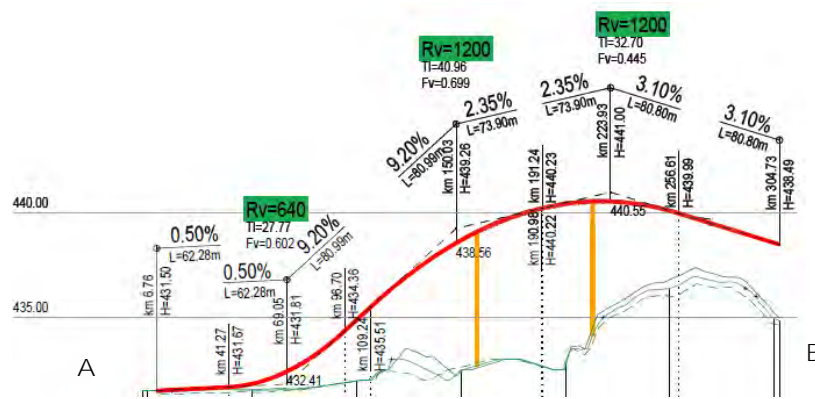 Rv=1200
Tl=32.70
Fv=0.445
Rv=1200
Tl=40.96
Fv=0.699
2.35%
L=73.90m
3.10%
L=80.80m
2.35%
L=73.90m
3.10%
L=80.80m
9.20%
L=80.99m
km 150.03
H=439.26
km 191.24
H=440.23
km 223.93
H=441.00
km 256.61
H=439.99
km 304.73
H=438.49
440.00
Rv=640
Tl=27.77
Fv=0.602
9.20%
L=80.99m
0.50%
L=62.28m
0.50%
L=62.28m
440.55
438.56
km 190.98
H=440.22
km 6.76
H=431.50
km 41.27
H=431.67
km 69.05
H=431.81
km 96.70
H=434.36
km 109.24
H=435.51
435.00
432.41
A